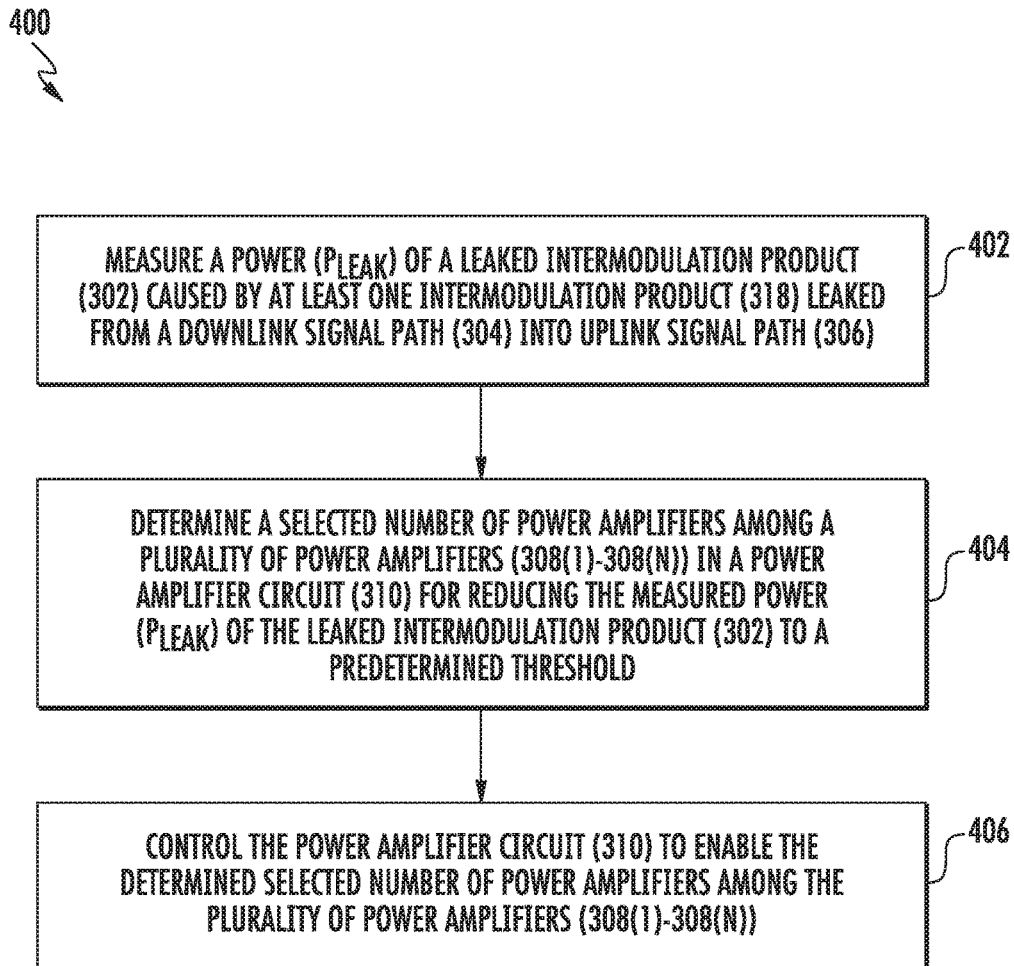 400
MEASURE A POWER (PLEAK) OF A LEAKED INTERMODULATION PRODUCT
(302) CAUSED BY AT LEAST ONE INTERMODULATION PRODUCT (318) LEAKED
FROM A DOWNLINK SIGNAL PATH (304) INTO UPLINK SIGNAL PATH (306)
402
DETERMINE A SELECTED NUMBER OF POWER AMPLIFIERS AMONG A
PLURALITY OF POWER AMPLIFIERS (308(1)-308(N)) IN A POWER
AMPLIFIER CIRCUIT (310) FOR REDUCING THE MEASURED POWER
(PLEAK) OF THE LEAKED INTERMODULATION PRODUCT (302) TO A
PREDETERMINED THRESHOLD
404
CONTROL THE POWER AMPLIFIER CIRCUIT (310) TO ENABLE THE
DETERMINED SELECTED NUMBER OF POWER AMPLIFIERS AMONG THE
PLURALITY OF POWER AMPLIFIERS (308(1)-308(N))
406